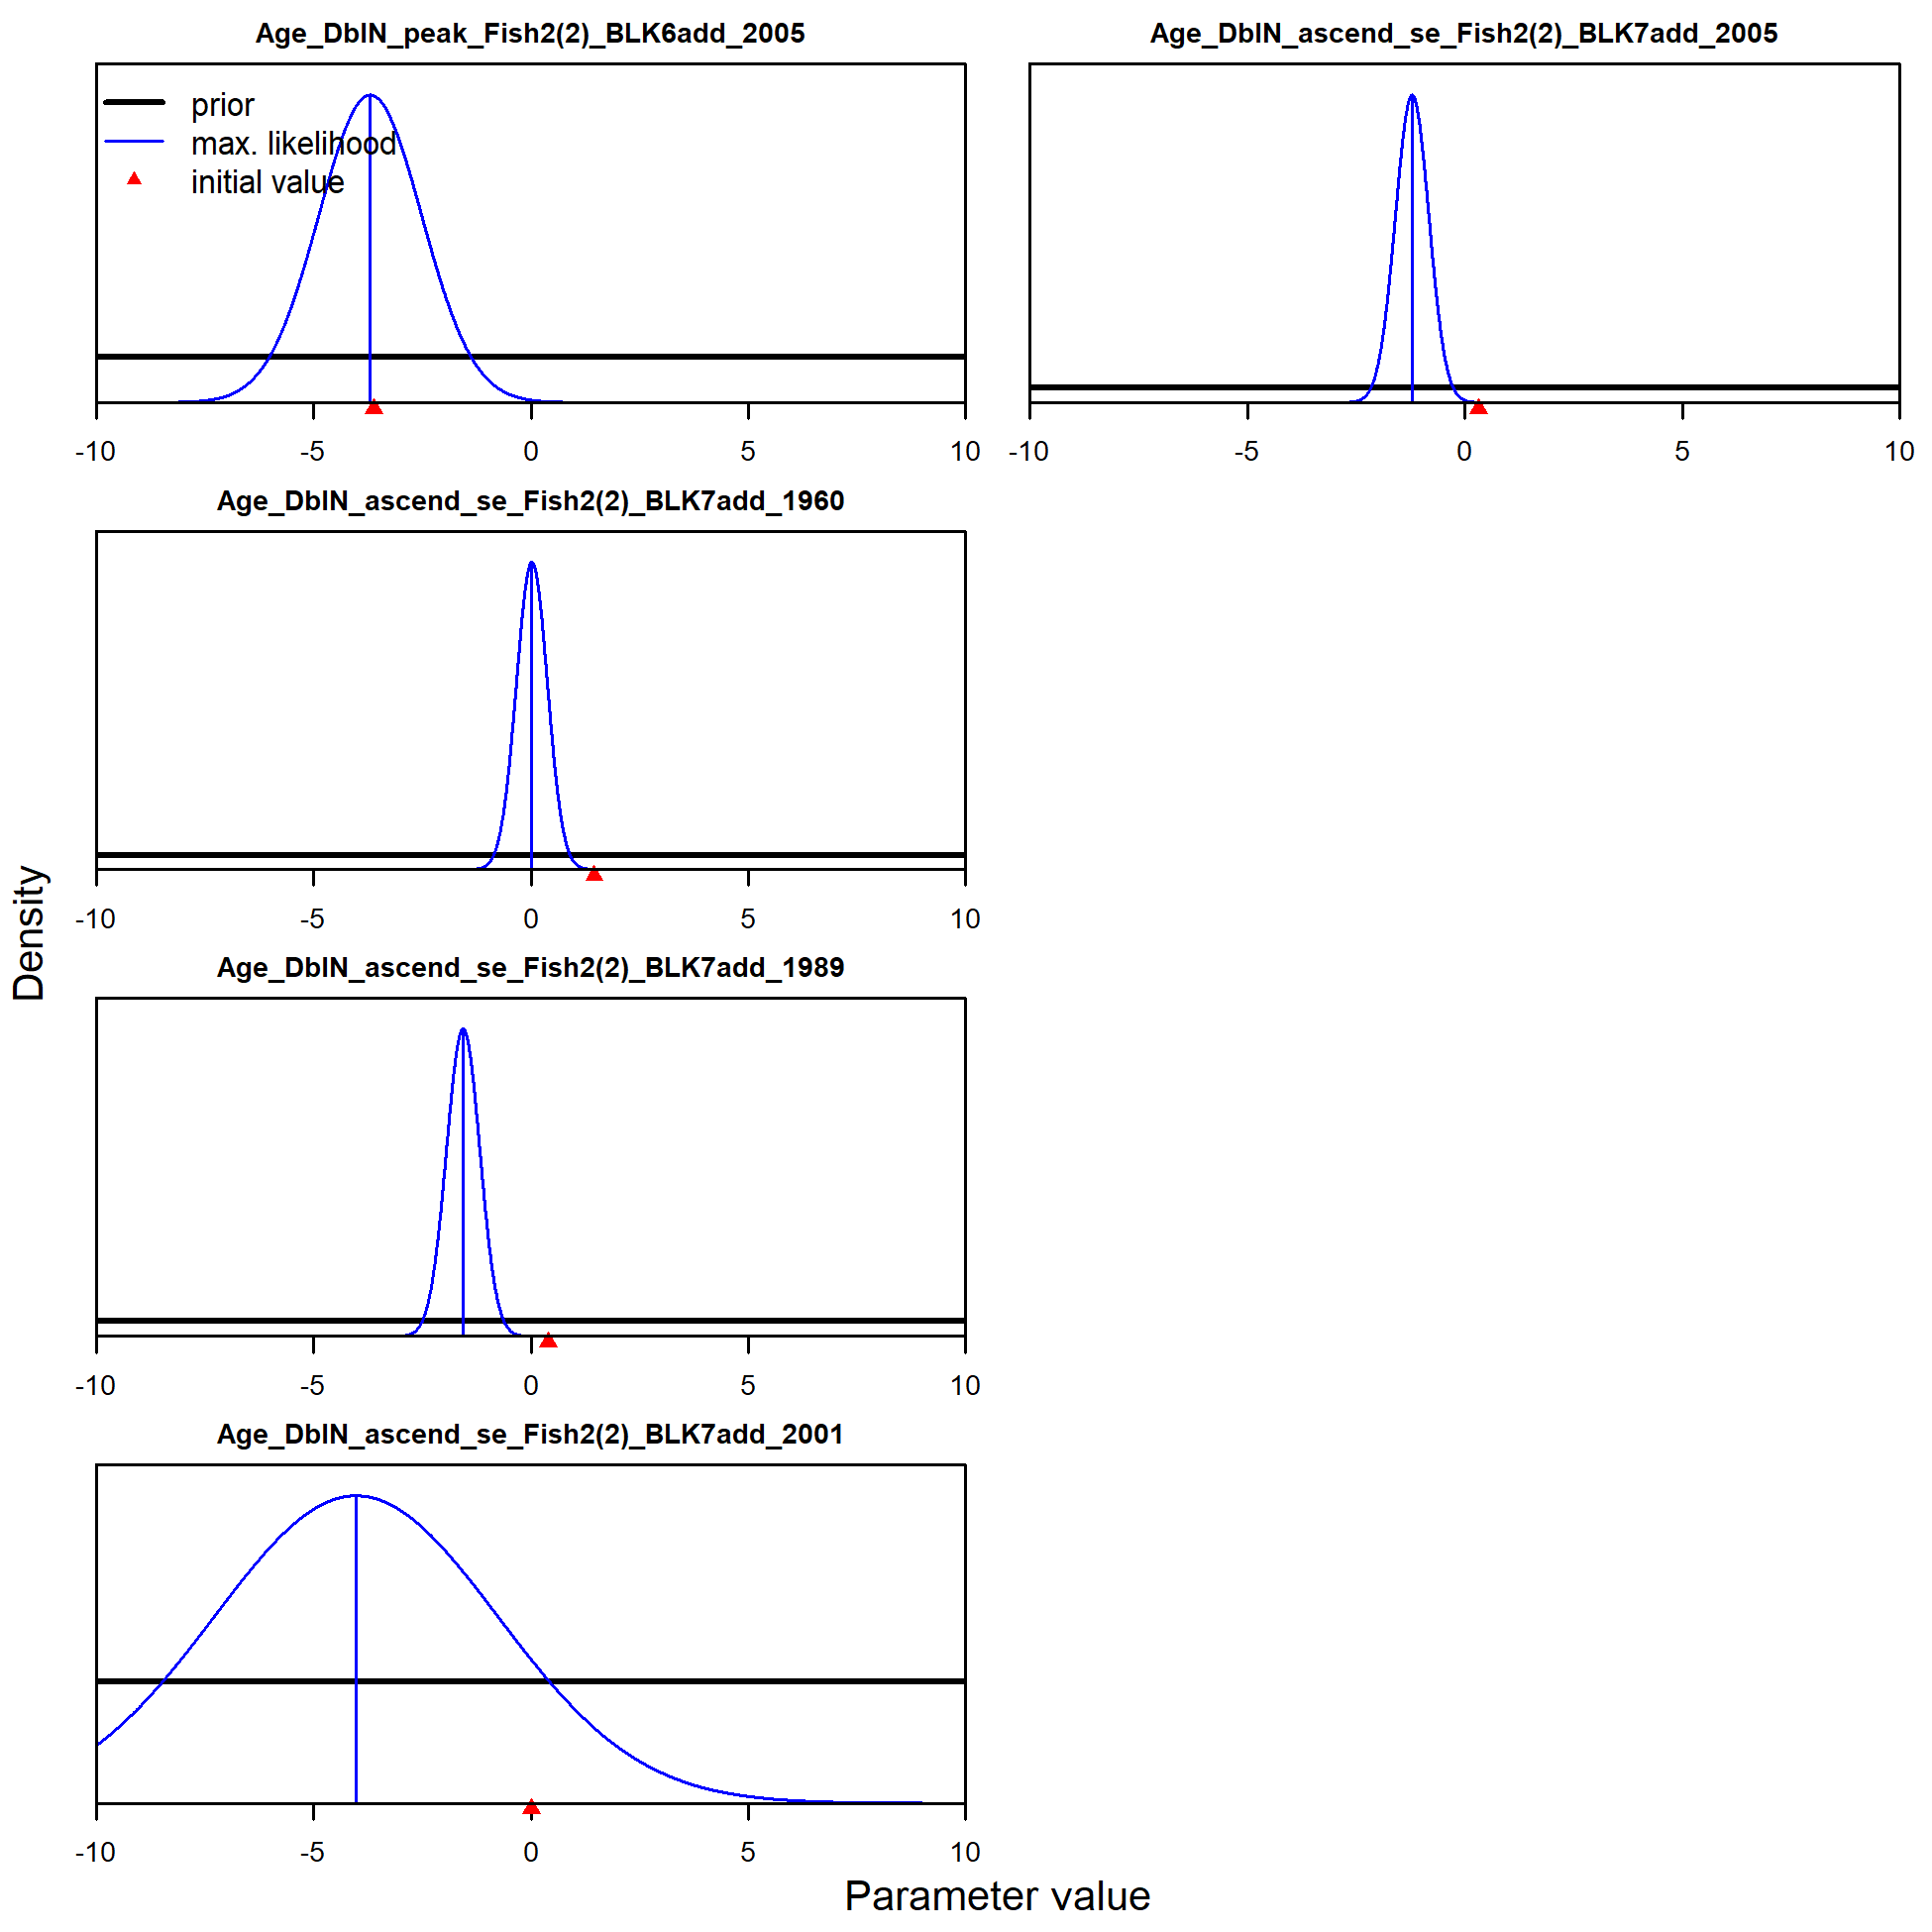 Age_DblN_peak_Fish2(2)_BLK6add_2005
prior
max. likelihood
initial value
-10 -5 0 5 10
Age_DblN_ascend_se_Fish2(2)_BLK7add_2005
-10 -5 0 5 10
Age_DblN_ascend_se_Fish2(2)_BLK7add_1960
-10 -5 0 5 10
Age_DblN_ascend_se_Fish2(2)_BLK7add_1989
-10 -5 0 5 10
Age_DblN_ascend_se_Fish2(2)_BLK7add_2001
-10 -5 0 5 10
Density
Parameter value